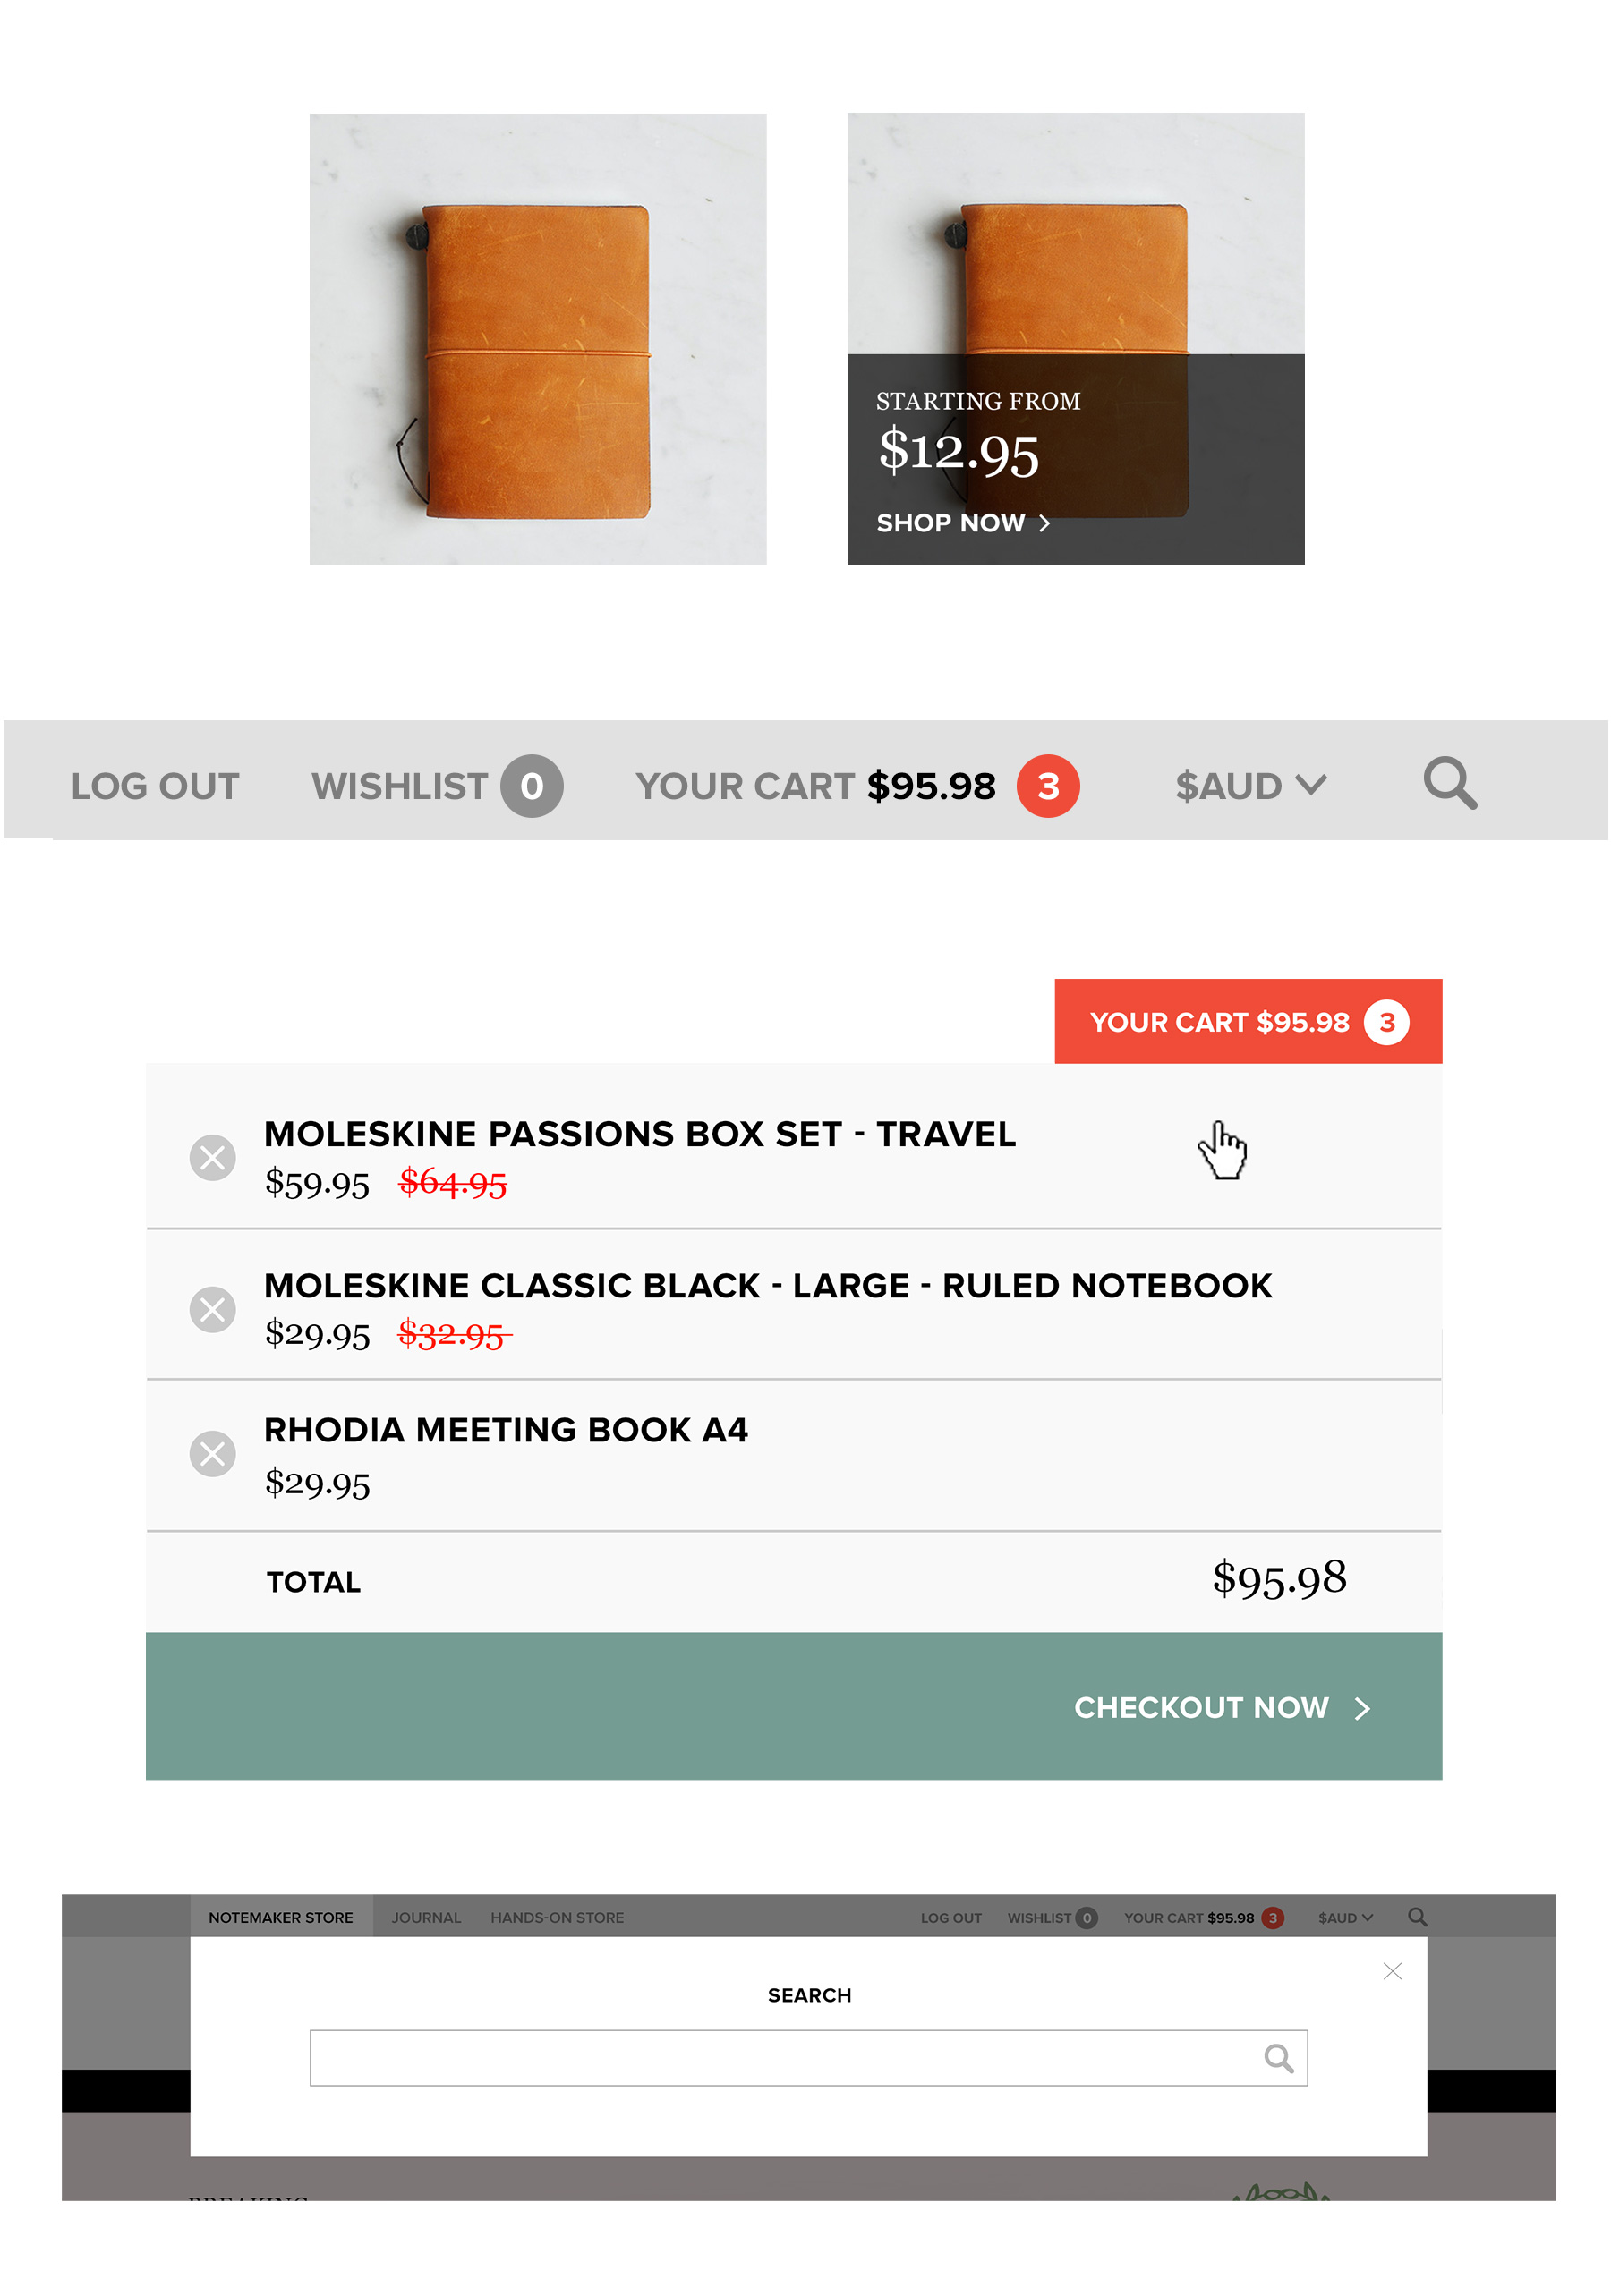 STARTING FROM
$12.95
SHOP NOW >
LOG OUT WISHLIST 0 YOUR CART $95.98 3 $AUD
YOUR CART $95.98 3
MOLESKINE PASSIONS BOX SET - TRAVEL
$59.95 $64.95
MOLESKINE CLASSIC BLACK - LARGE - RULED NOTEBOOK
$29.95 $32.95
RHODIA MEETING BOOK A4
$29.95
TOTAL $95.98
CHECKOUT NOW >
NOTEMAKER STORE JOURNAL HANDS-ON STORE LOG OUT WISHLIST 0 YOUR CART $95.98 3 $AUD
SEARCH